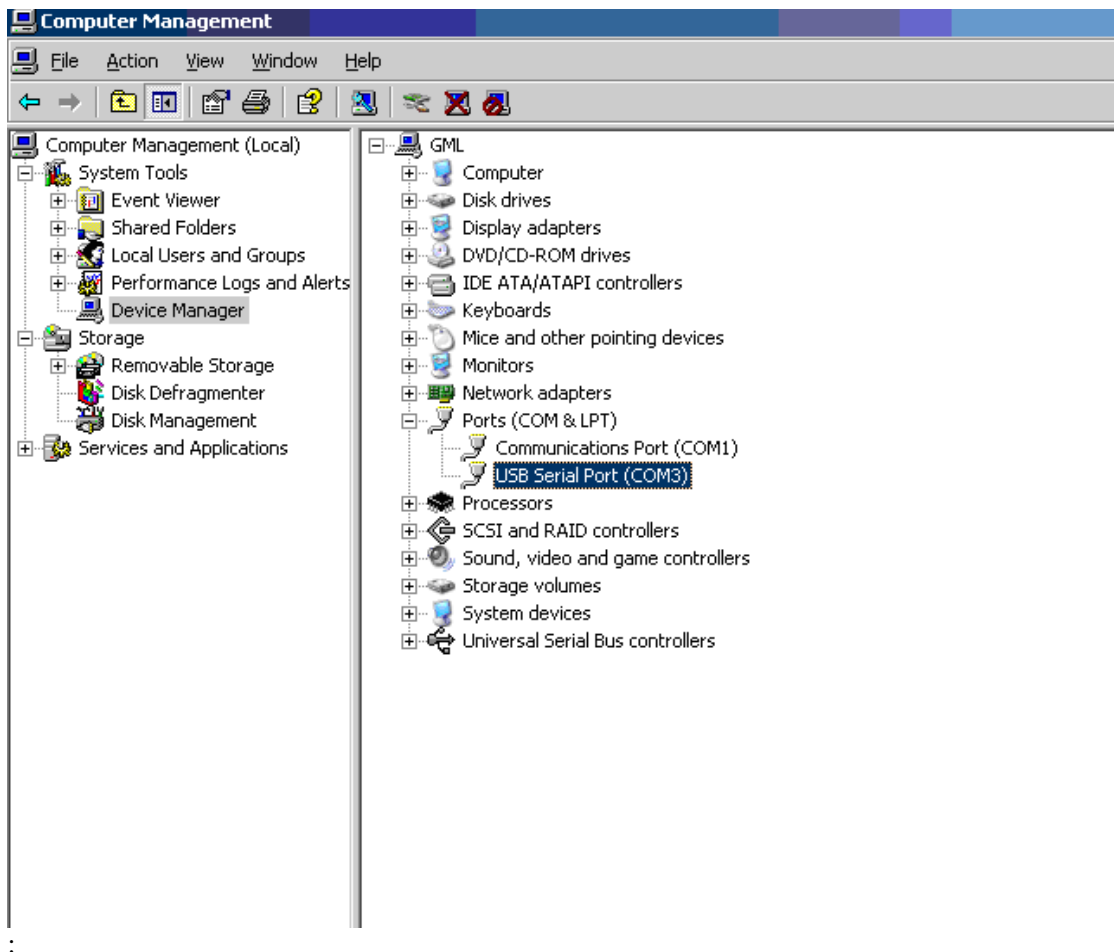 Computer Management
File Action View Window Help
Computer Management (Local)
System Tools
Event Viewer
Shared Folders
Local Users and Groups
Performance Logs and Alerts
Device Manager
Storage
Removable Storage
Disk Defragmenter
Disk Management
Services and Applications
GML
Computer
Disk drives
Display adapters
DVD/CD-ROM drives
IDE ATA/ATAPI controllers
Keyboards
Mice and other pointing devices
Monitors
Network adapters
Ports (COM & LPT)
Communications Port (COM1)
USB Serial Port (COM3)
Processors
SCSI and RAID controllers
Sound, video and game controllers
Storage volumes
System devices
Universal Serial Bus controllers
: